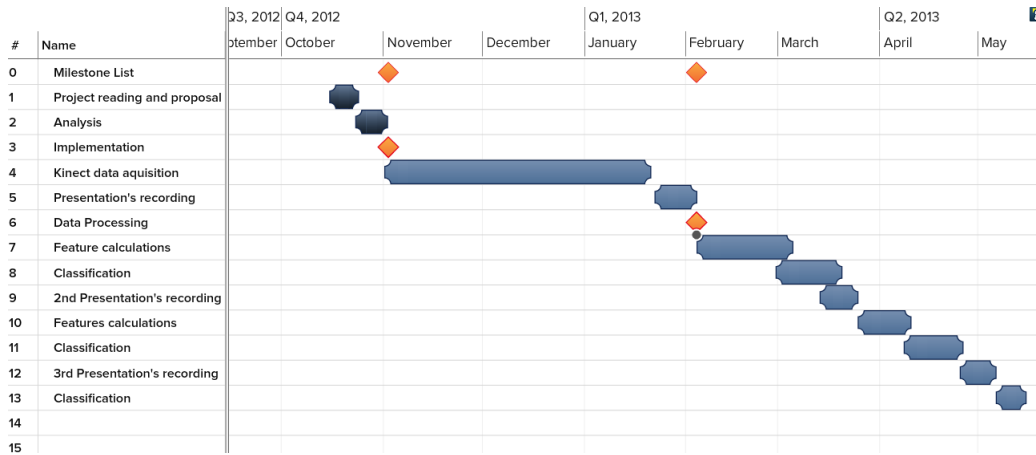 Q3, 2012 Q4, 2012 Q1, 2013 Q2, 2013
# Name ptember October November December January February March April May
0 Milestone List
1 Project reading and proposal
2 Analysis
3 Implementation
4 Kinect data aquisition
5 Presentation's recording
6 Data Processing
7 Feature calculations
8 Classification
9 2nd Presentation's recording
10 Features calculations
11 Classification
12 3rd Presentation's recording
13 Classification
14
15